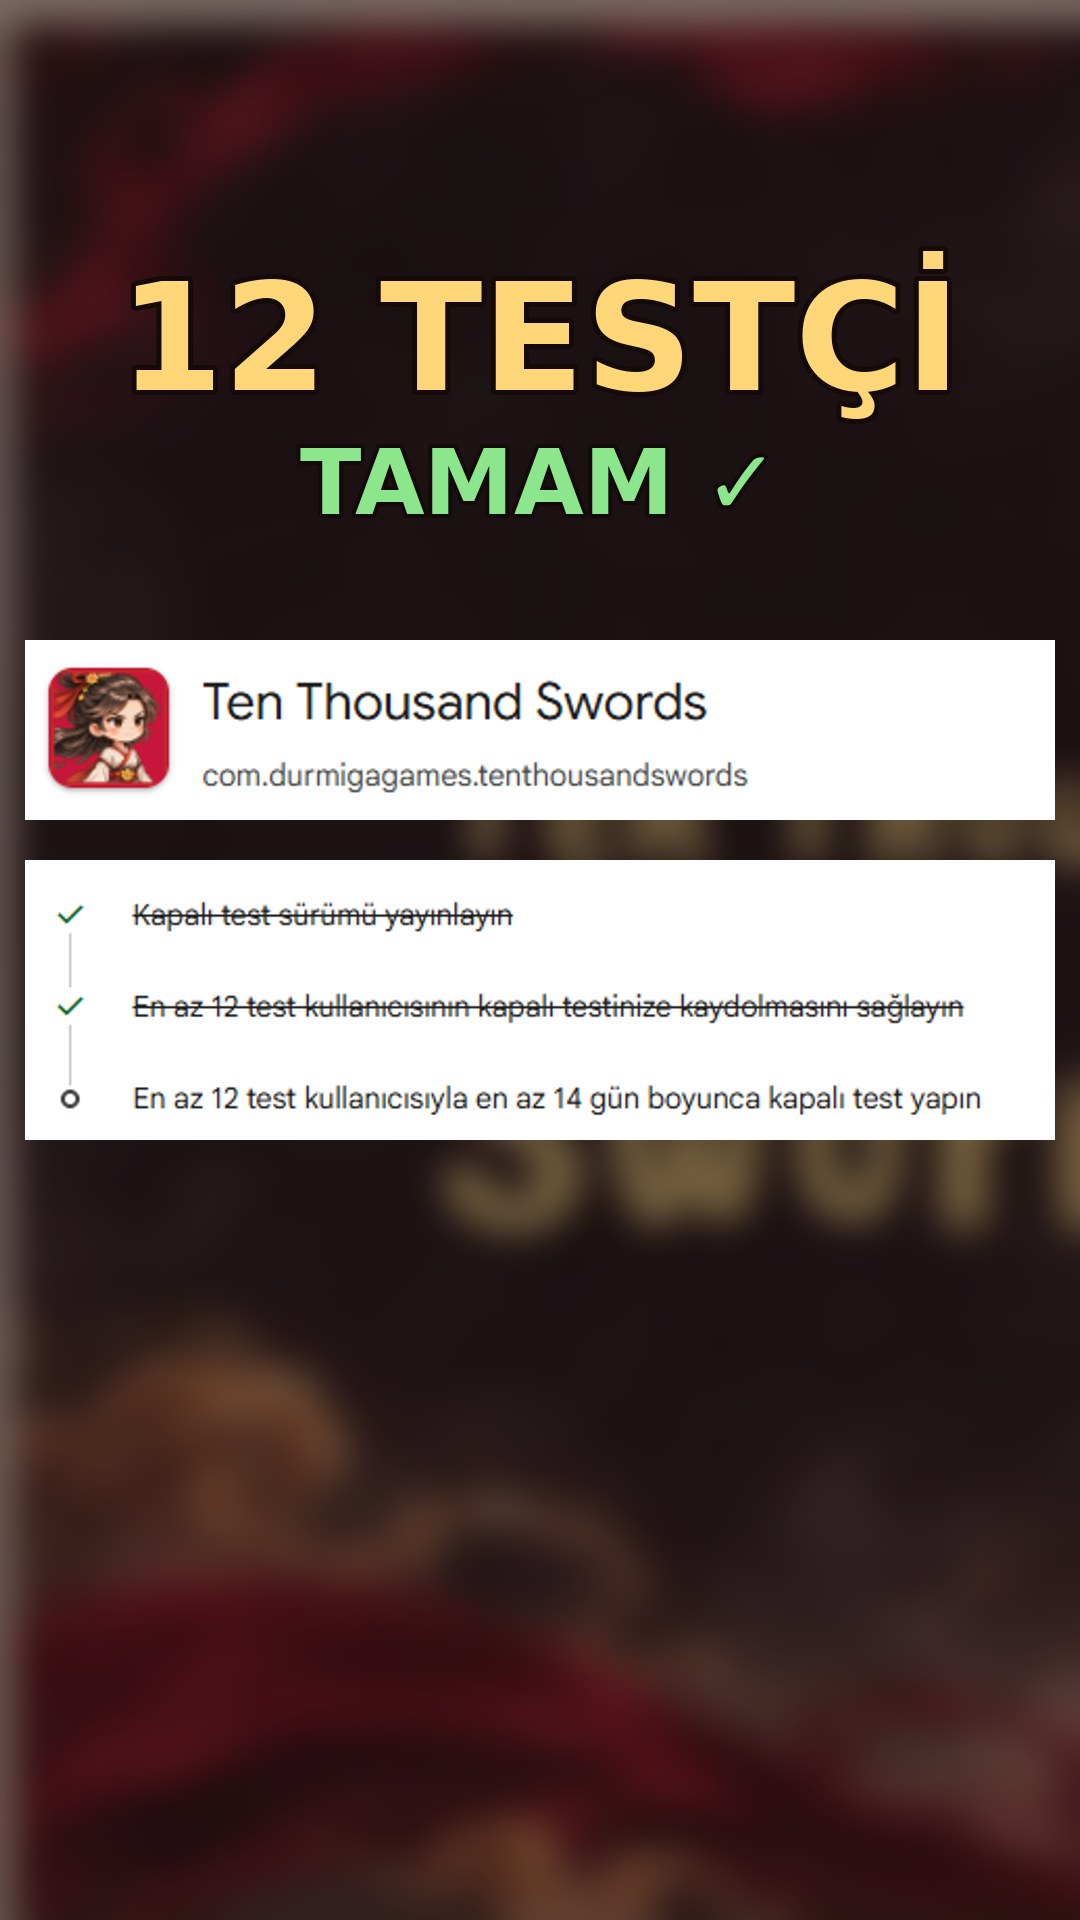 12 TESTÇİ
TAMAM ✓
Ten Thousand Swords
com.durmigagames.tenthousandswords
Kapalı test sürümü yayınlayın
En az 12 test kullanıcısının kapalı testinize kaydolmasını sağlayın
En az 12 test kullanıcısıyla en az 14 gün boyunca kapalı test yapın